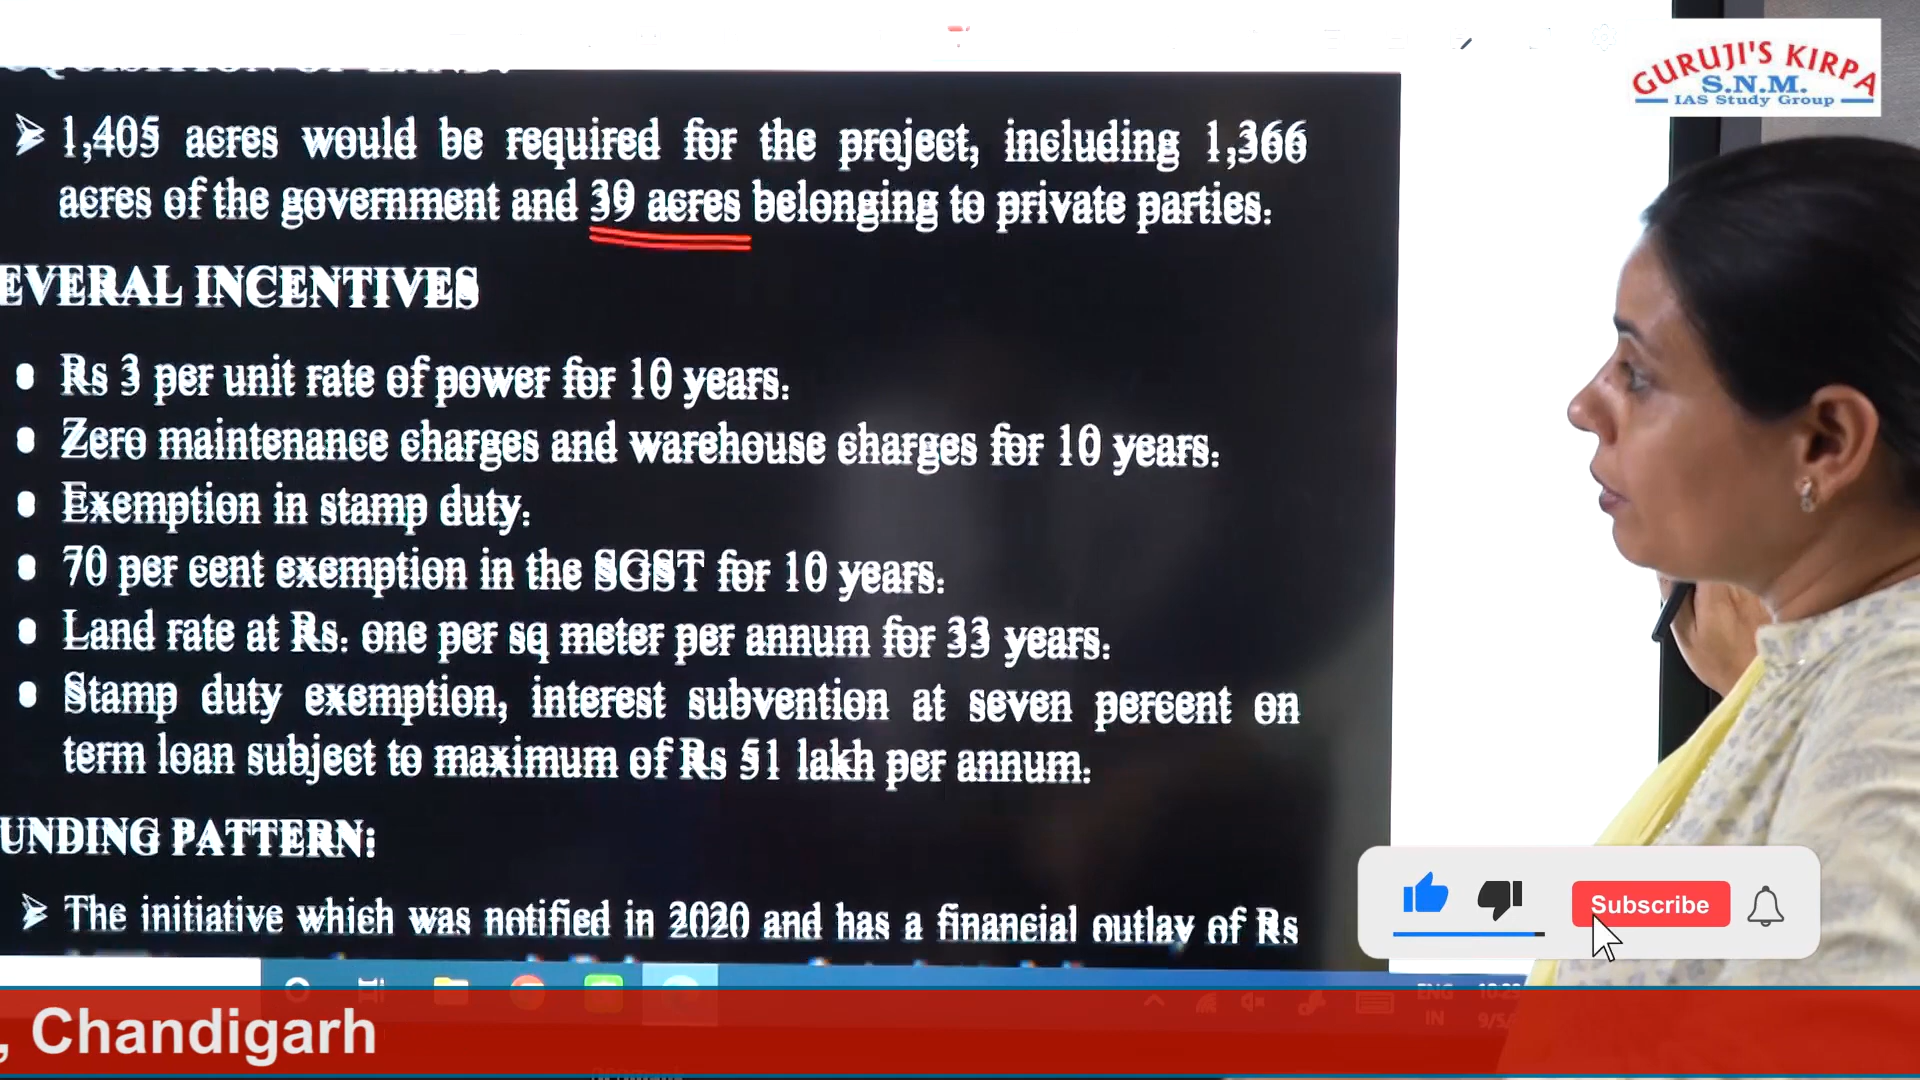 GURUJI'S KIRPA
S.N.M.
IAS Study Group
ACQUISITION OF LAND:
1,405 acres would be required for the project, including 1,366
acres of the government and 39 acres belonging to private parties.
EVERAL INCENTIVES
Rs 3 per unit rate of power for 10 years.
Zero maintenance charges and warehouse charges for 10 years.
Exemption in stamp duty.
70 per cent exemption in the SGST for 10 years.
Land rate at Rs. one per sq meter per annum for 33 years.
Stamp duty exemption, interest subvention at seven percent on
term loan subject to maximum of Rs 51 lakh per annum.
UNDING PATTERN:
The initiative which was notified in 2020 and has a financial outlay of Rs
Subscribe
ENG
IN
, Chandigarh